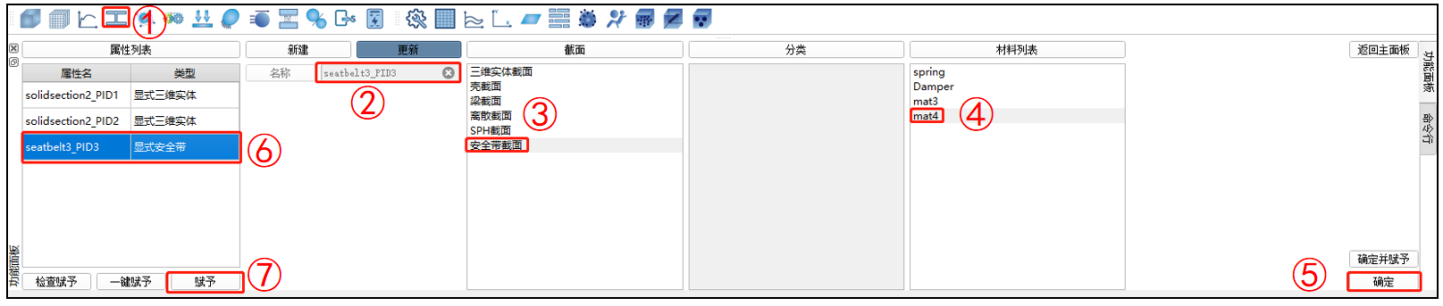 ①
属性列表
新建
更新
截面
分类
材料列表
返回主面板
属性名 类型
名称 seatbelt3_PID3
②
solidsection2_PID1 显式三维实体
solidsection2_PID2 显式三维实体
seatbelt3_PID3 显式安全带
⑥
三维实体截面
壳截面
梁截面
离散截面
SPH截面
安全带截面
③
spring
Damper
mat3
mat4
④
功能面板
命令行
功能面板
检查赋予 一键赋予 赋予
⑦
确定并赋予
⑤
确定